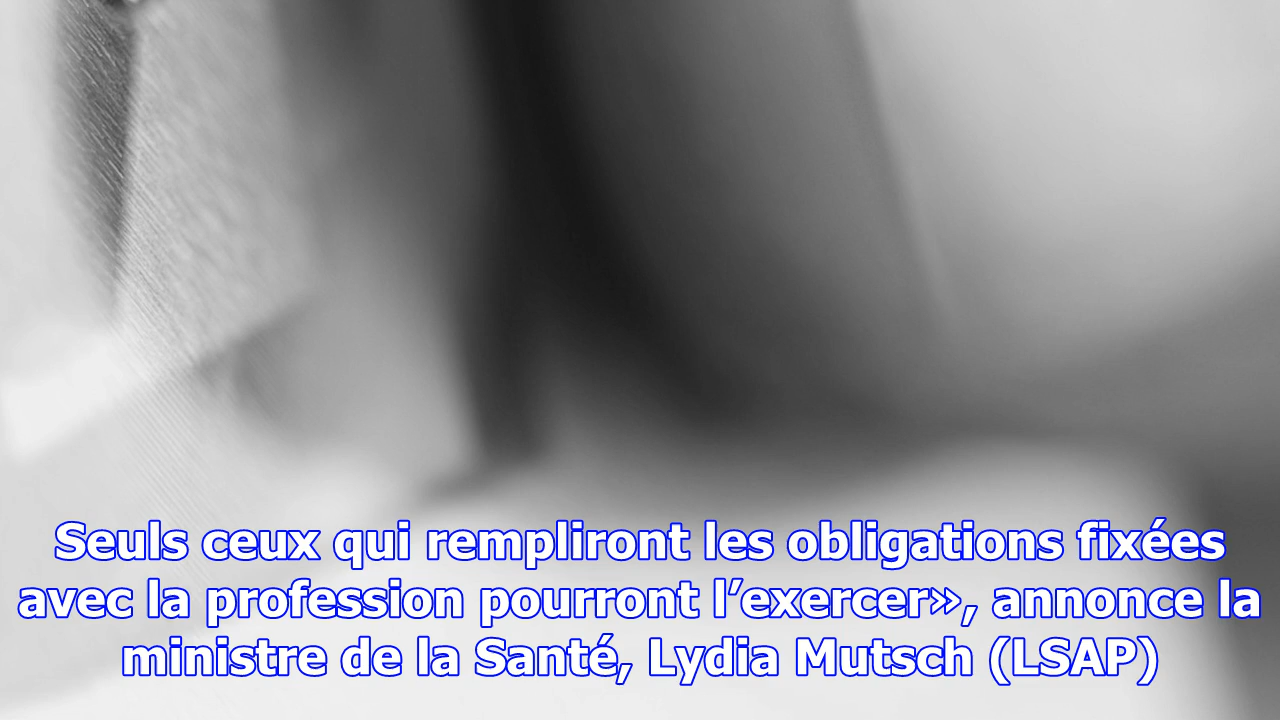 Seuls ceux qui rempliront les obligations fixées
avec la profession pourront l’exercer», annonce la
ministre de la Santé, Lydia Mutsch (LSAP)